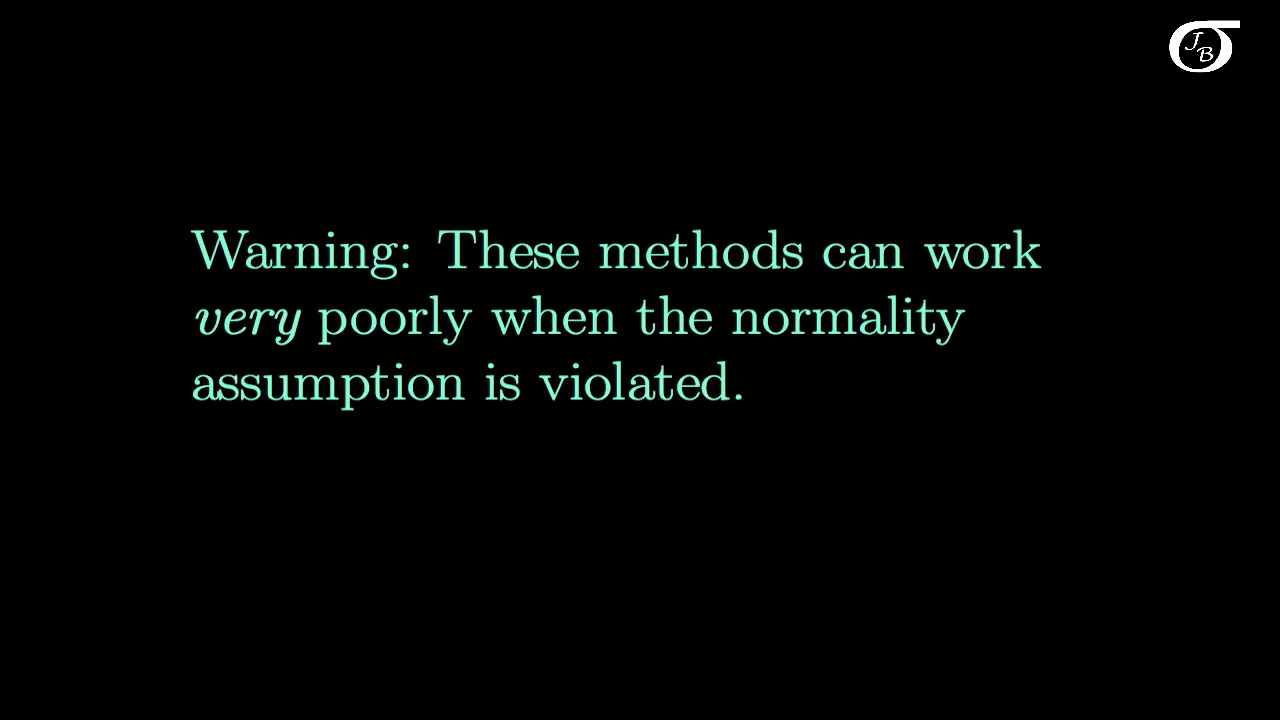 J
B
Warning: These methods can work
very poorly when the normality
assumption is violated.